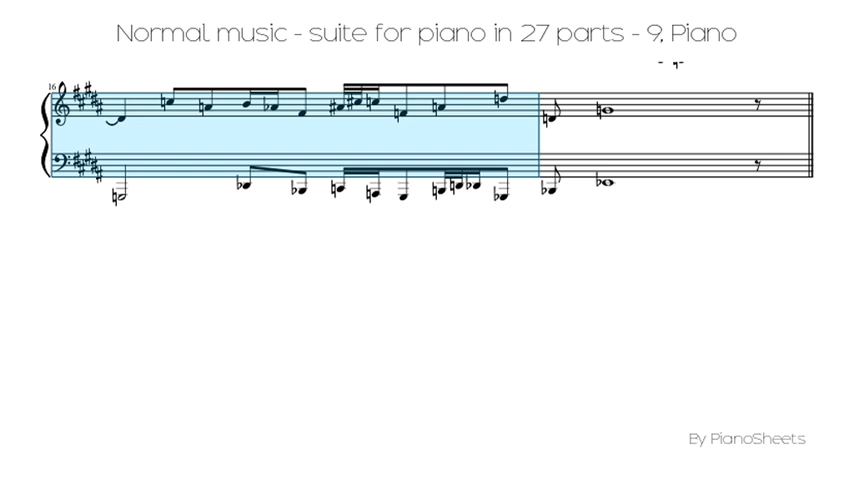 Normal music - suite for piano in 27 parts - 9, Piano
16
By PianoSheets